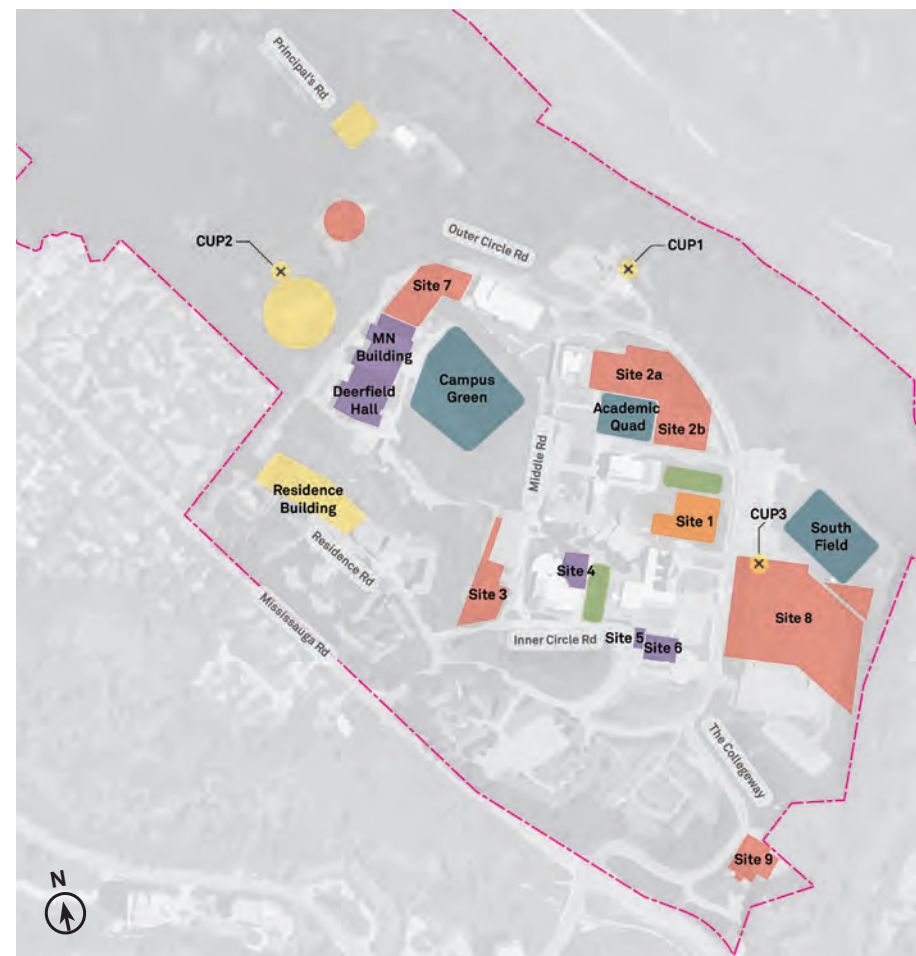 Principal's Rd
Outer Circle Rd
CUP2
CUP1
Site 7
MN
Building
Deerfield
Hall
Campus
Green
Site 2a
Academic
Quad
Site 2b
Middle Rd
Residence
Building
Site 1
CUP3
South
Field
Residence Rd
Site 4
Site 3
Mississauga Rd
Inner Circle Rd
Site 5
Site 6
Site 8
The Collegeway
Site 9
N